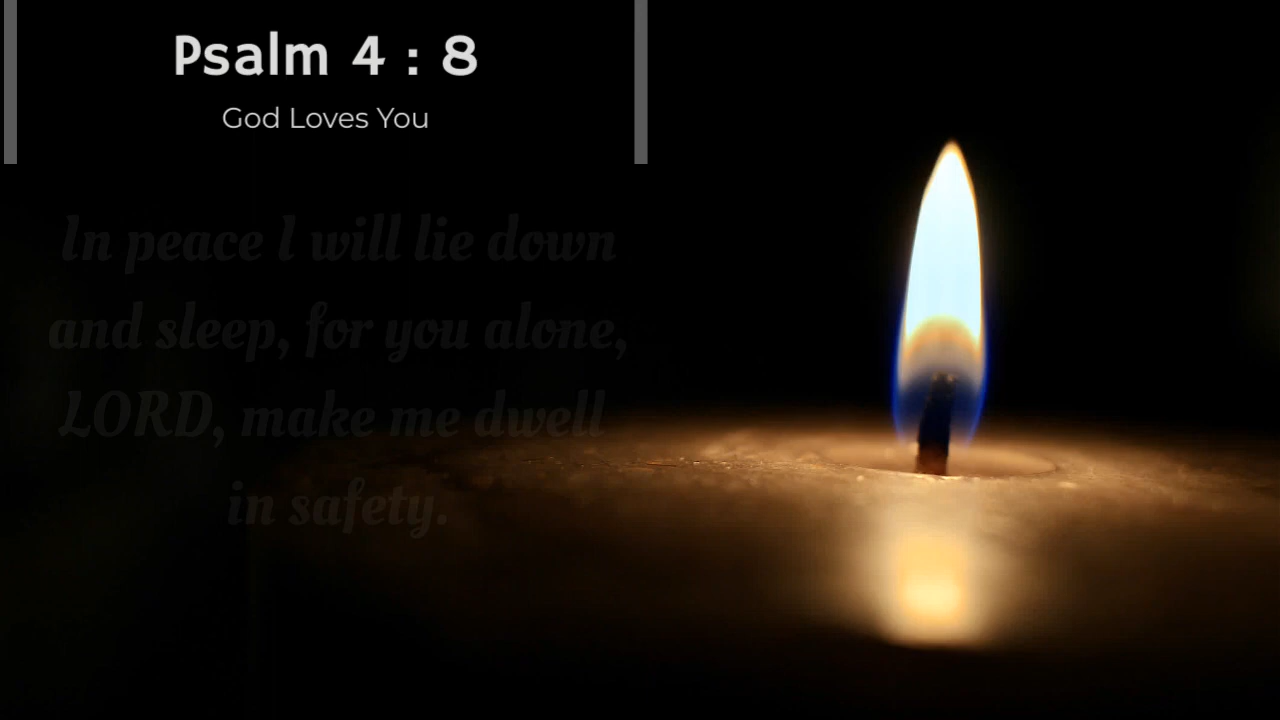 Psalm 4 : 8
God Loves You
In peace I will lie down
and sleep, for you alone,
LORD, make me dwell
in safety.